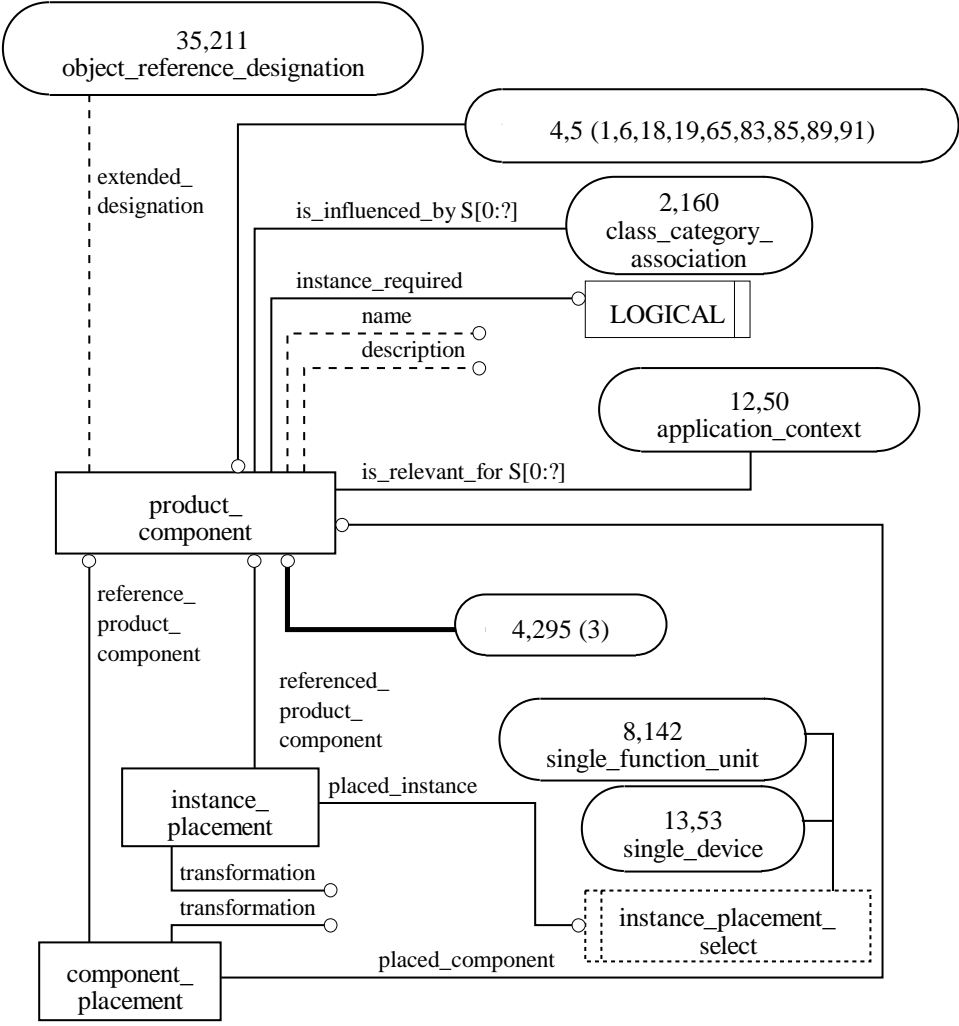 35,211
object_reference_designation
4,5 (1,6,18,19,65,83,85,89,91)
extended_
designation
is_influenced_by S[0:?]
2,160
class_category_
association
instance_required
LOGICAL
name
description
12,50
application_context
is_relevant_for S[0:?]
product_
component
reference_
product_
component
4,295 (3)
referenced_
product_
component
8,142
single_function_unit
instance_
placement
placed_instance
13,53
single_device
transformation
transformation
instance_placement_
select
component_
placement
placed_component